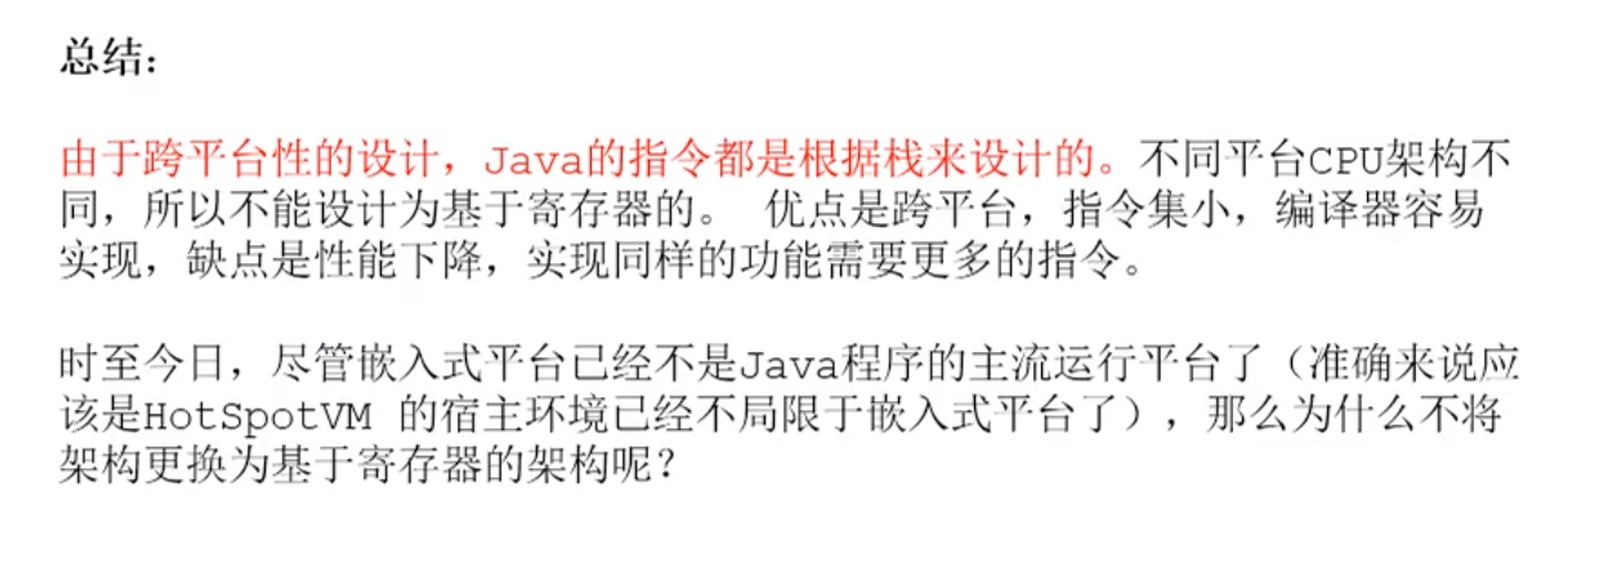 总结：
由于跨平台性的设计，Java的指令都是根据栈来设计的。不同平台CPU架构不
同，所以不能设计为基于寄存器的。 优点是跨平台，指令集小，编译器容易
实现，缺点是性能下降，实现同样的功能需要更多的指令。
时至今日，尽管嵌入式平台已经不是Java程序的主流运行平台了（准确来说应
该是HotSpotVM 的宿主环境已经不局限于嵌入式平台了），那么为什么不将
架构更换为基于寄存器的架构呢？